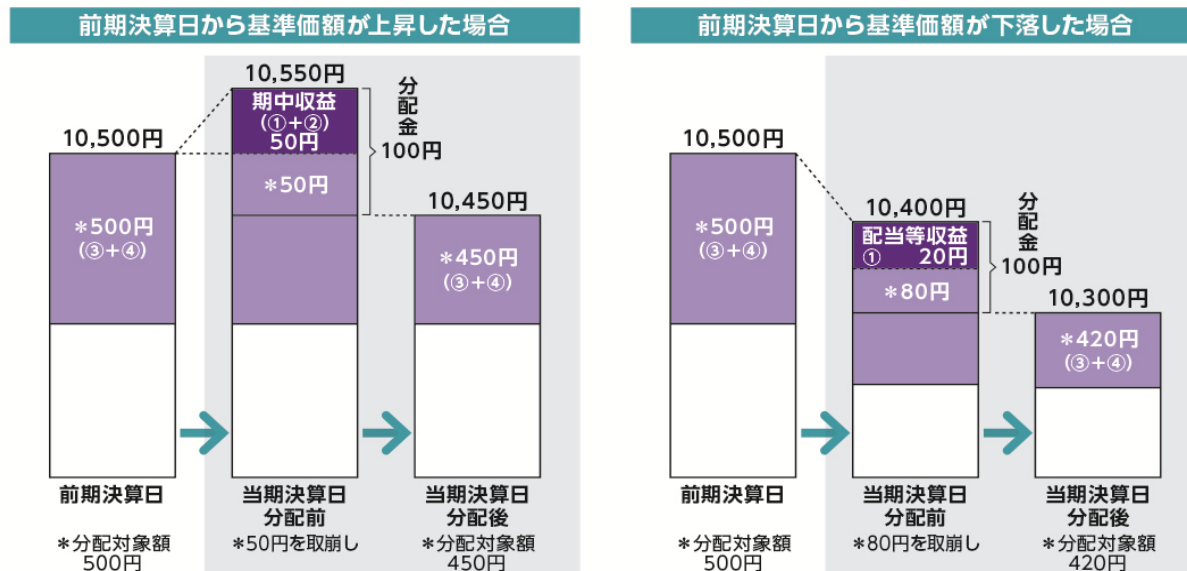 前期決算日から基準価額が上昇した場合
10,550円
期中収益
(①+②)
50円
分配金
100円
10,500円
*50円
*500円
(③+④)
10,450円
*450円
(③+④)
前期決算日
当期決算日
分配前
当期決算日
分配後
*分配対象額
500円
*50円を取崩し
*分配対象額
450円
前期決算日から基準価額が下落した場合
10,500円
*500円
(③+④)
10,400円
配当等収益
① 20円
分配金
100円
*80円
10,300円
*420円
(③+④)
前期決算日
当期決算日
分配前
当期決算日
分配後
*分配対象額
500円
*80円を取崩し
*分配対象額
420円